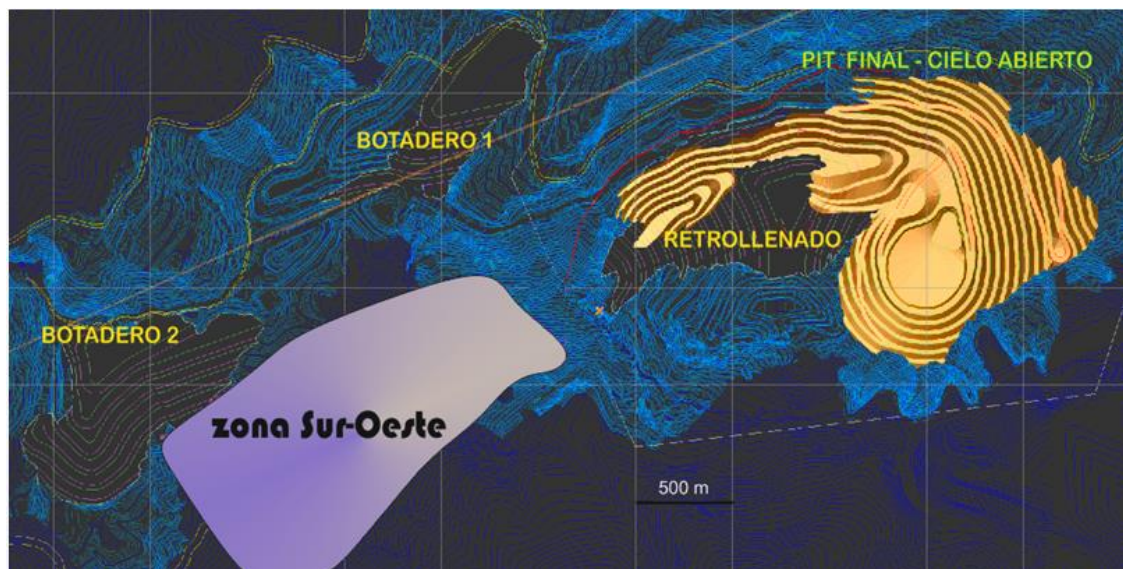 PIT FINAL - CIELO ABIERTO
BOTADERO 1
RETROLLENADO
BOTADERO 2
zona Sur-Oeste
500 m